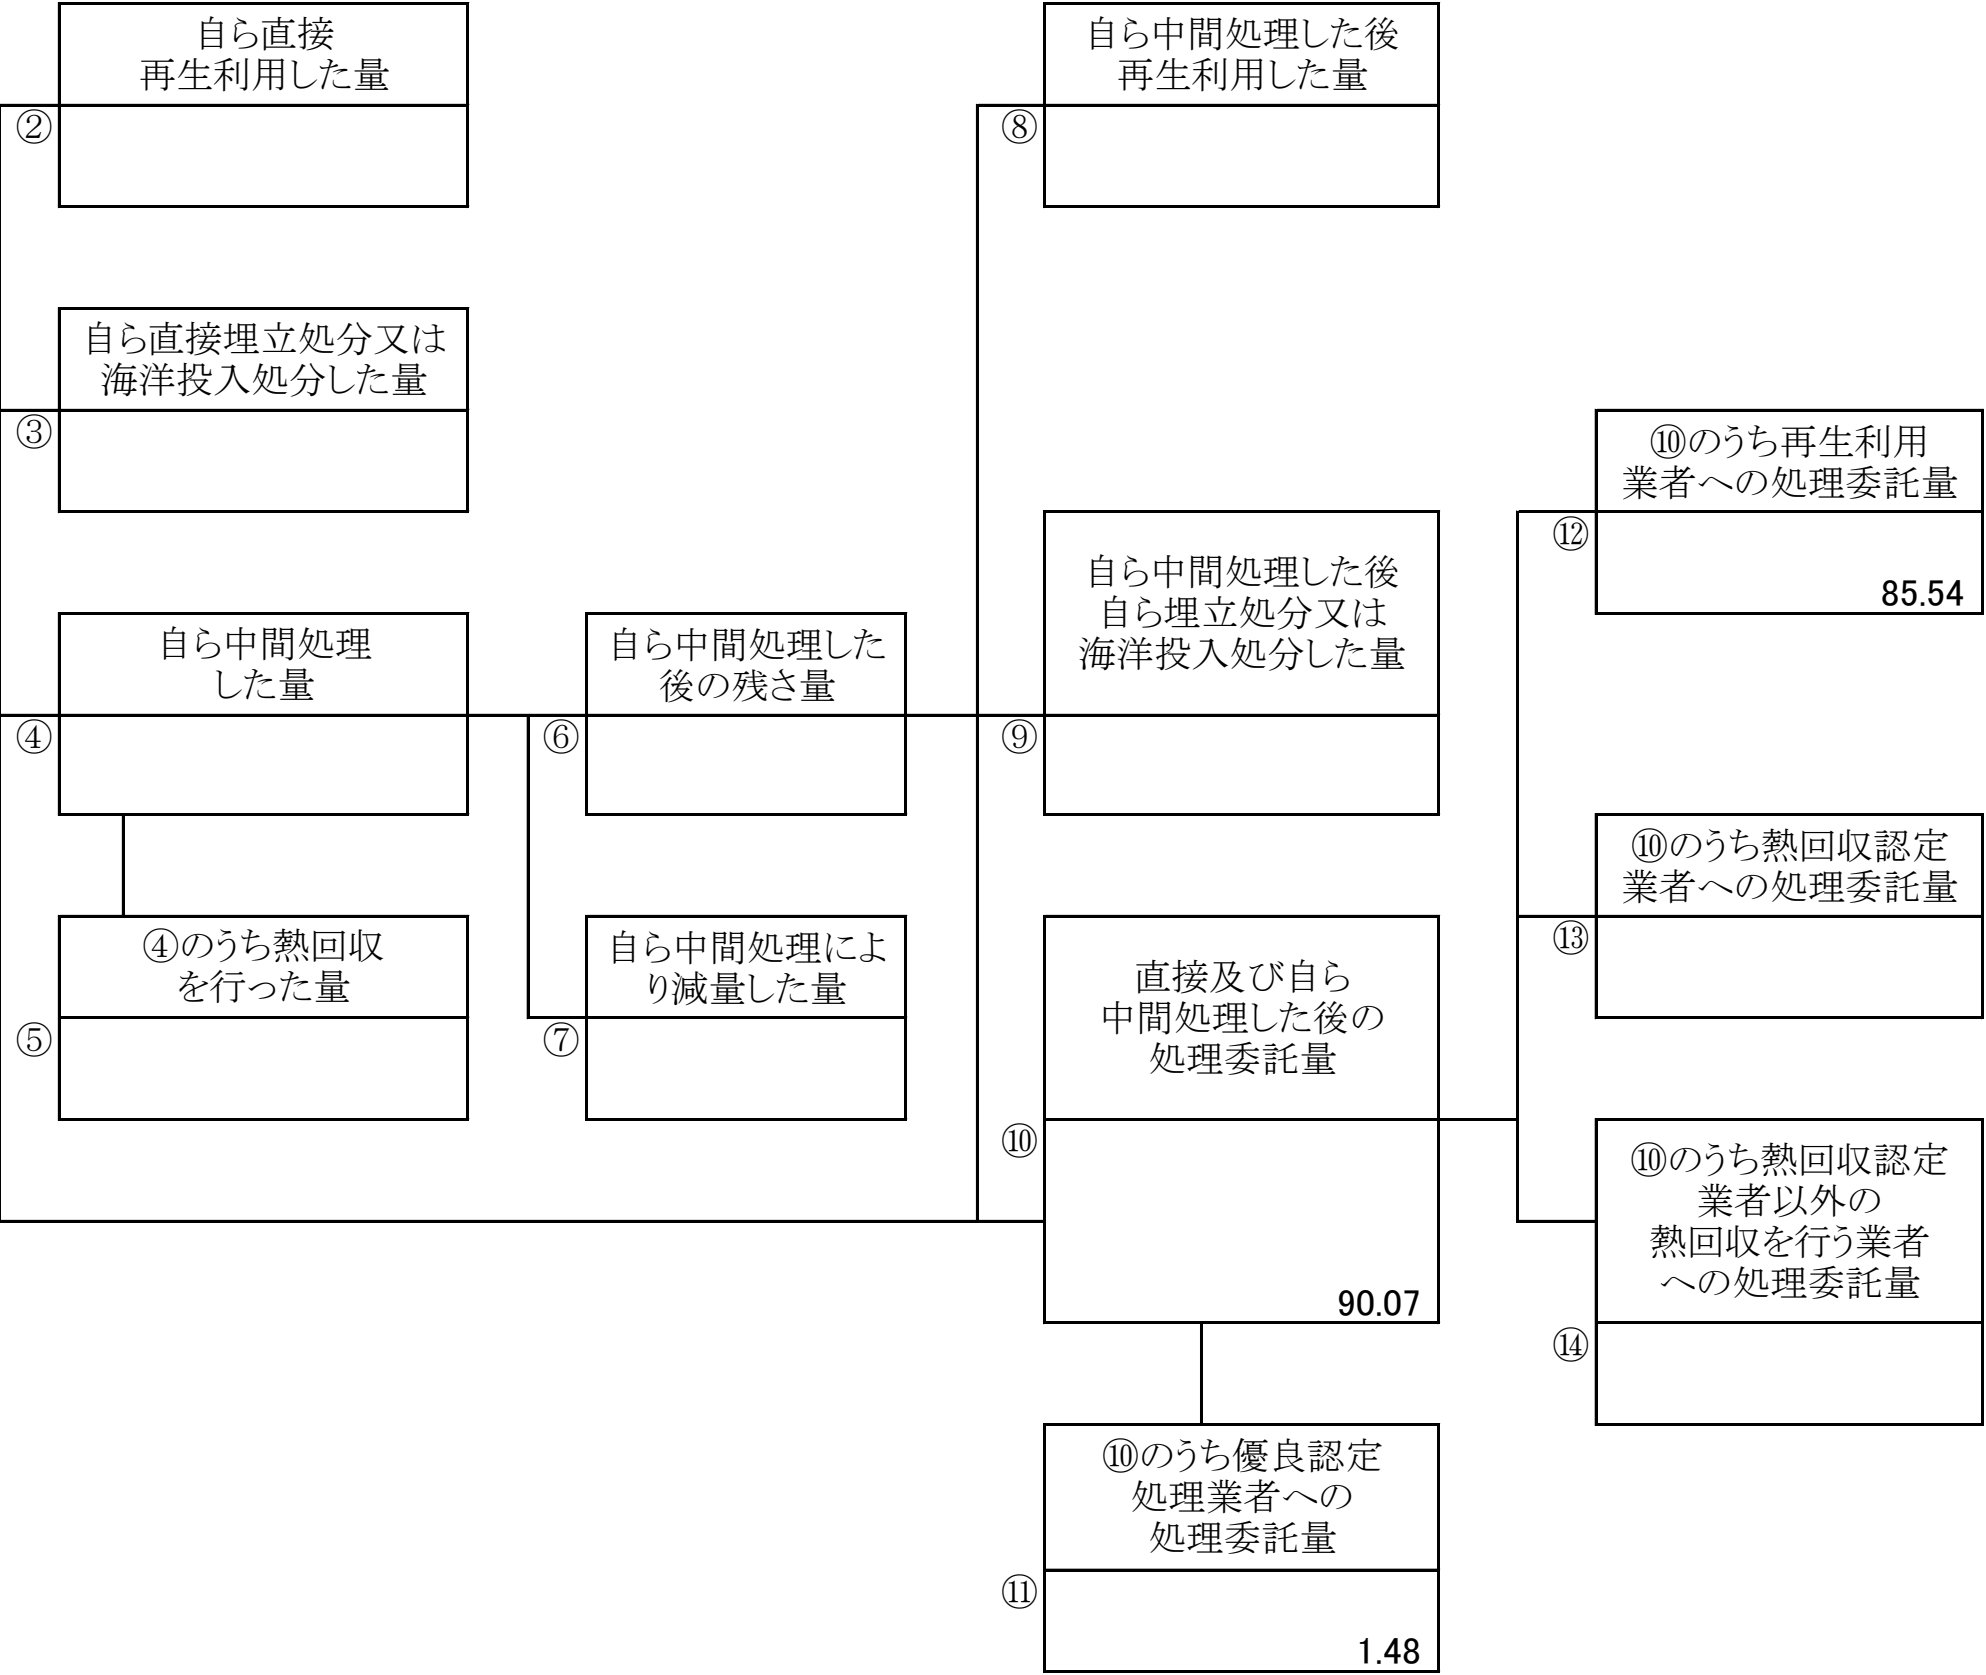 自ら直接
再生利用した量
②
自ら直接埋立処分又は
海洋投入処分した量
③
自ら中間処理
した量
④
④のうち熱回収
を行った量
⑤
自ら中間処理した
後の残さ量
⑥
自ら中間処理によ
り減量した量
⑦
自ら中間処理した後
再生利用した量
⑧
自ら中間処理した後
自ら埋立処分又は
海洋投入処分した量
⑨
直接及び自ら
中間処理した後の
処理委託量
⑩
90.07
⑩のうち優良認定
処理業者への
処理委託量
⑪
1.48
⑩のうち再生利用
業者への処理委託量
⑫
85.54
⑩のうち熱回収認定
業者への処理委託量
⑬
⑩のうち熱回収認定
業者以外の
熱回収を行う業者
への処理委託量
⑭